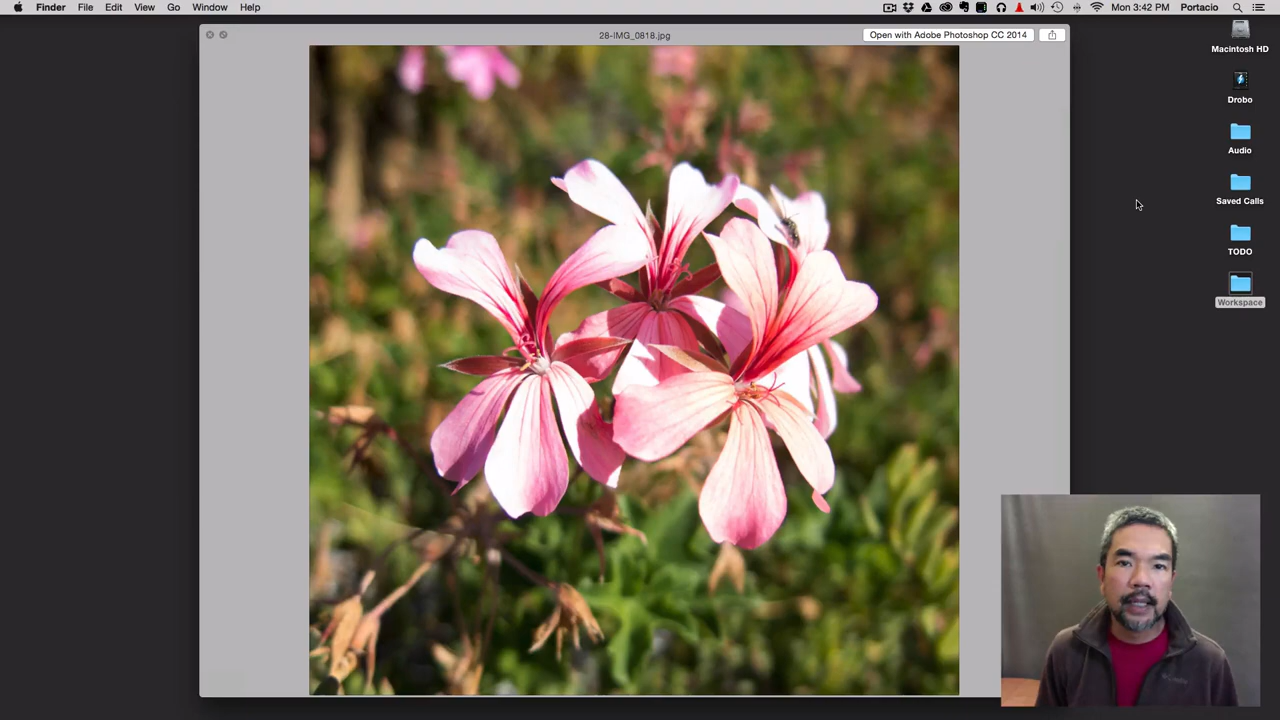 Finder File Edit View Go Window Help Mon 3:42 PM Portacio
28-IMG_0818.jpg Open with Adobe Photoshop CC 2014
Macintosh HD
Drobo
Audio
Saved Calls
TODO
Workspace